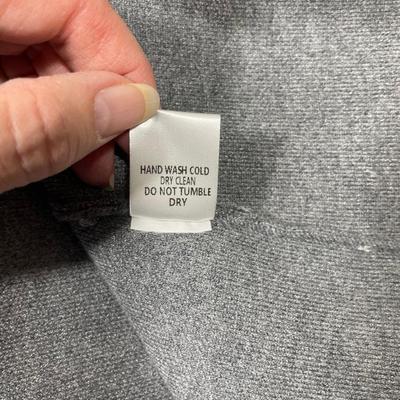 HAND WASH COLD
DRY CLEAN
DO NOT TUMBLE
DRY